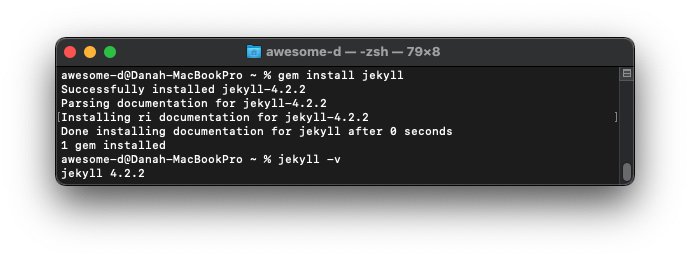 awesome-d — -zsh — 79×8
awesome-d@Danah-MacBookPro ~ % gem install jekyll
Successfully installed jekyll-4.2.2
Parsing documentation for jekyll-4.2.2
[Installing ri documentation for jekyll-4.2.2 ]
Done installing documentation for jekyll after 0 seconds
1 gem installed
awesome-d@Danah-MacBookPro ~ % jekyll -v
jekyll 4.2.2